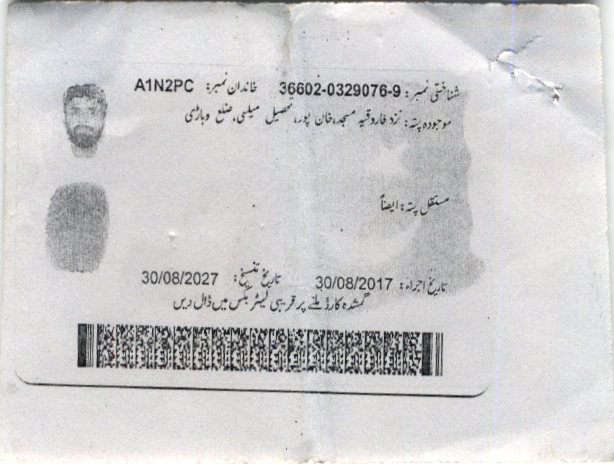 شناختی نمبر: 36602-0329076-9 خاندان نمبر: A1N2PC
موجودہ پتہ: نزد فاروقیہ مسجد، خان پور، تحصیل میلسی، ضلع وہاڑی
مستقل پتہ: ایضاً
تاریخ اجراء: 30/08/2017 تاریخ تنسیخ: 30/08/2027
گمشدہ کارڈ ملنے پر قریبی لیٹر بکس میں ڈال دیں